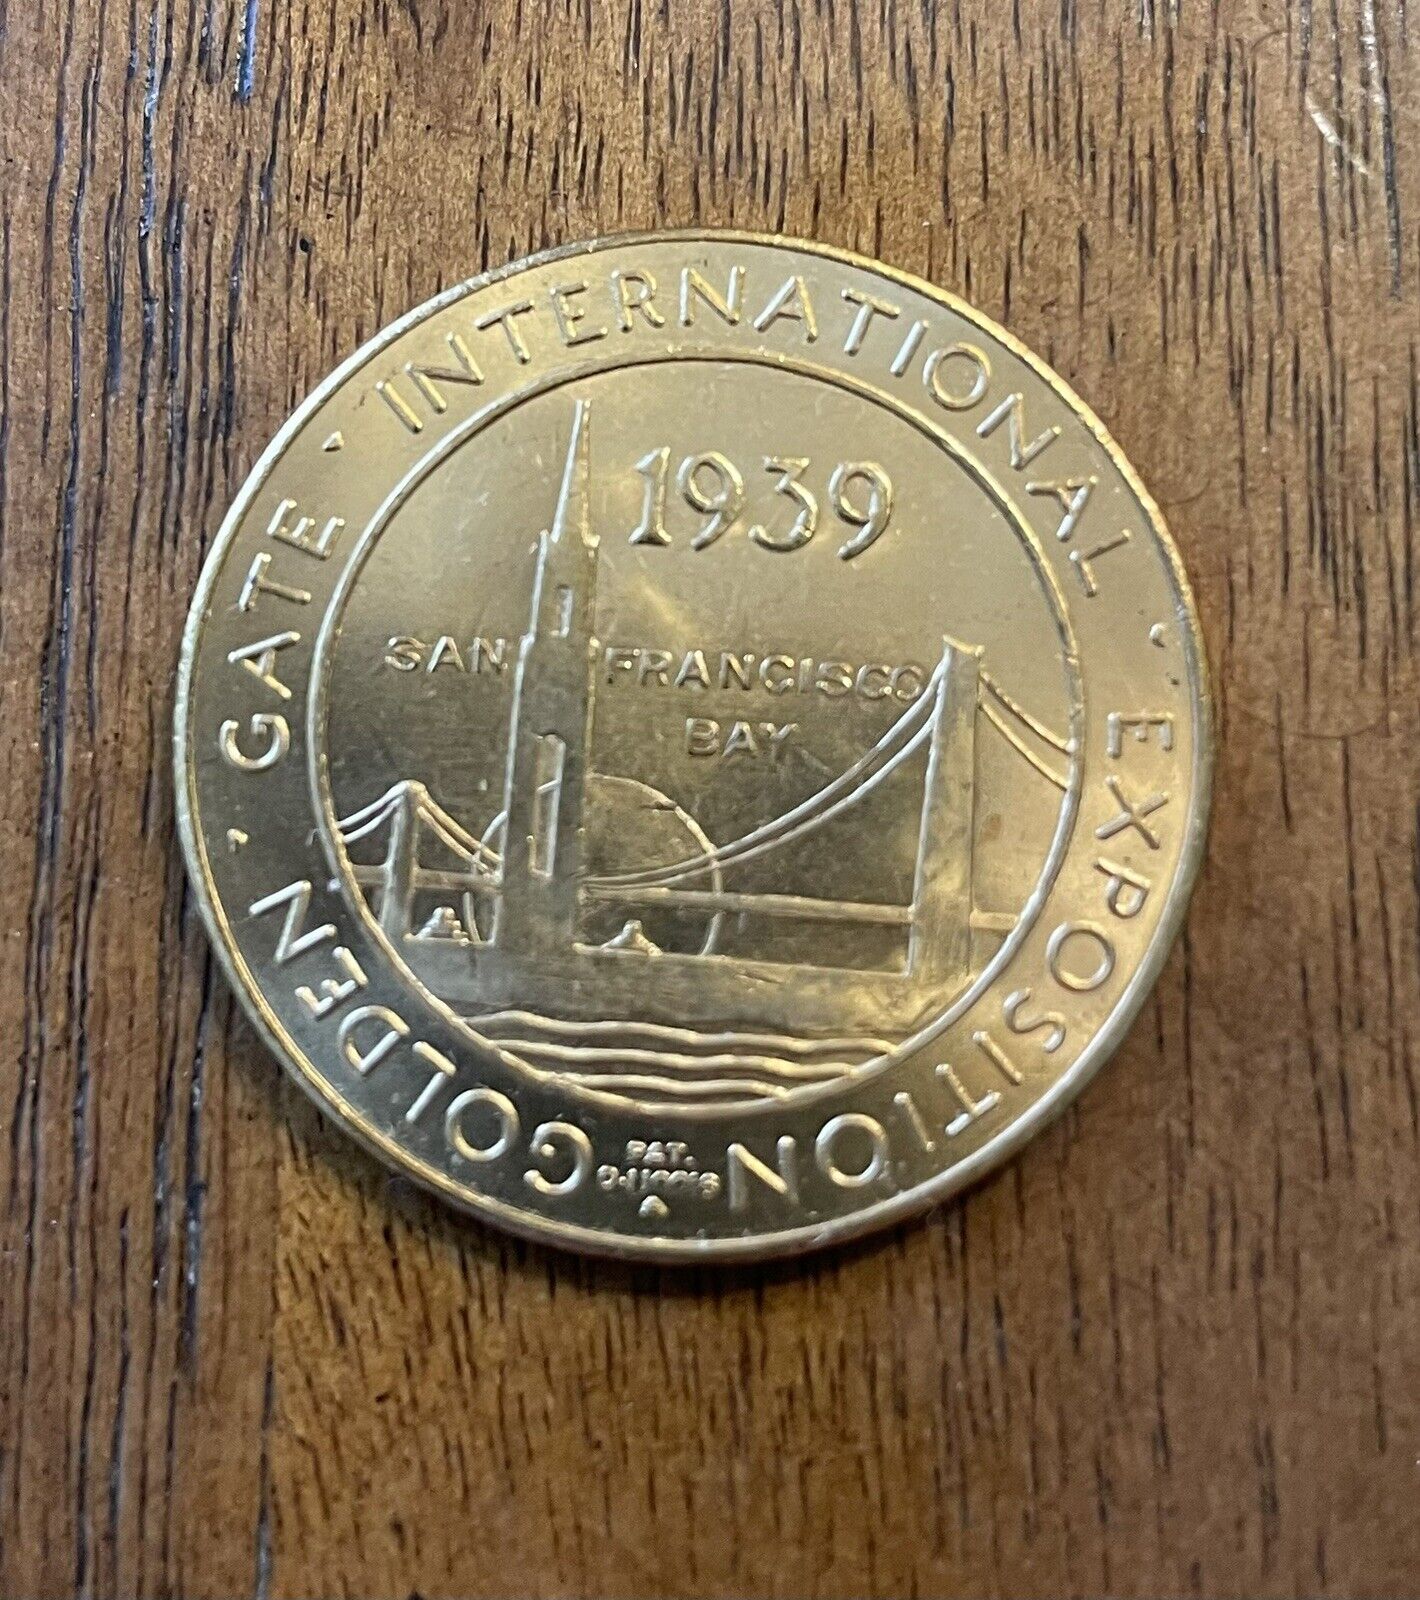 GOLDEN · GATE · INTERNATIONAL · EXPOSITION
1939
SAN FRANCISCO
BAY
PAT.